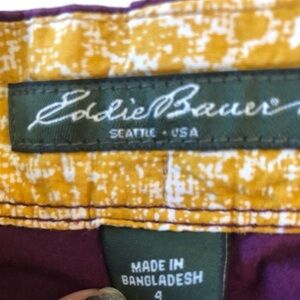 Eddie Bauer®
SEATTLE • USA
MADE IN
BANGLADESH
4